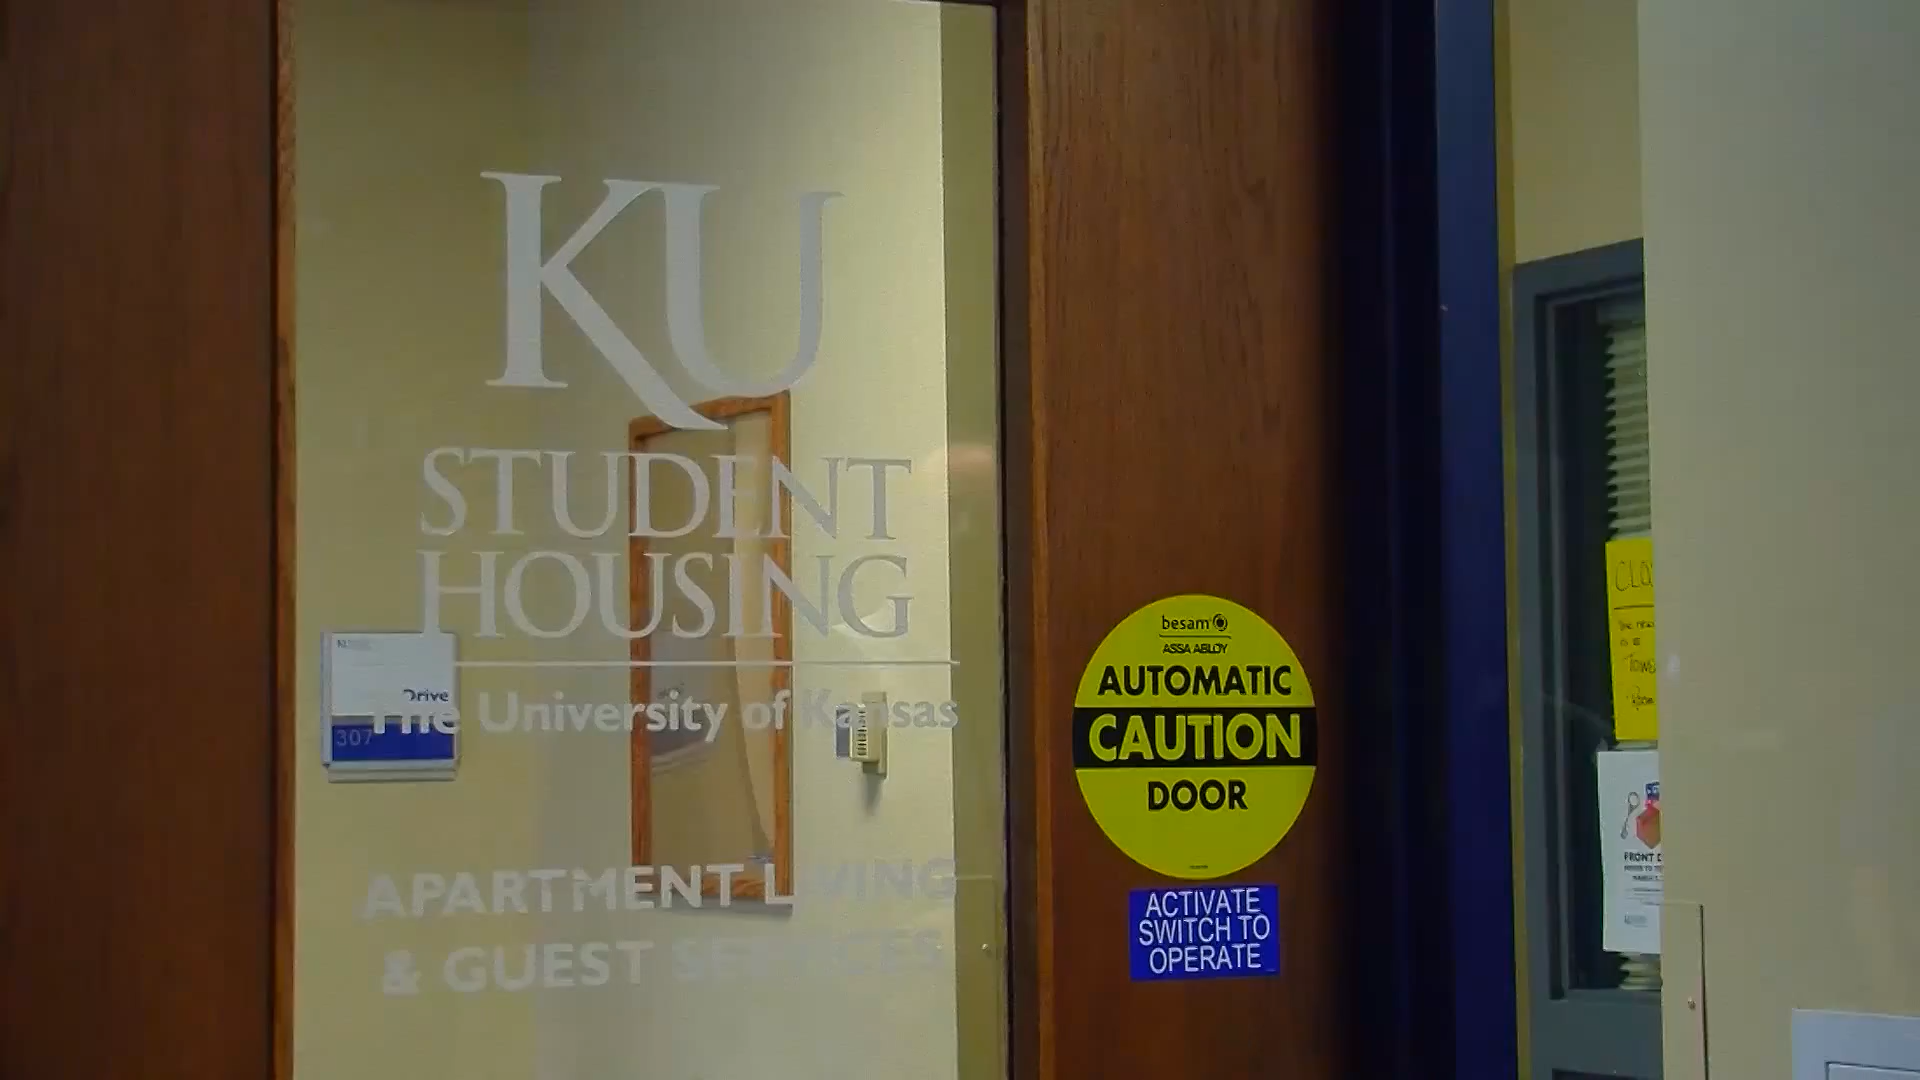 KU
STUDENT
HOUSING
The University of Kansas
APARTMENT LIVING
& GUEST SERVICES
Drive
307
besam
ASSA ABLOY
AUTOMATIC
CAUTION
DOOR
ACTIVATE
SWITCH TO
OPERATE
FRONT